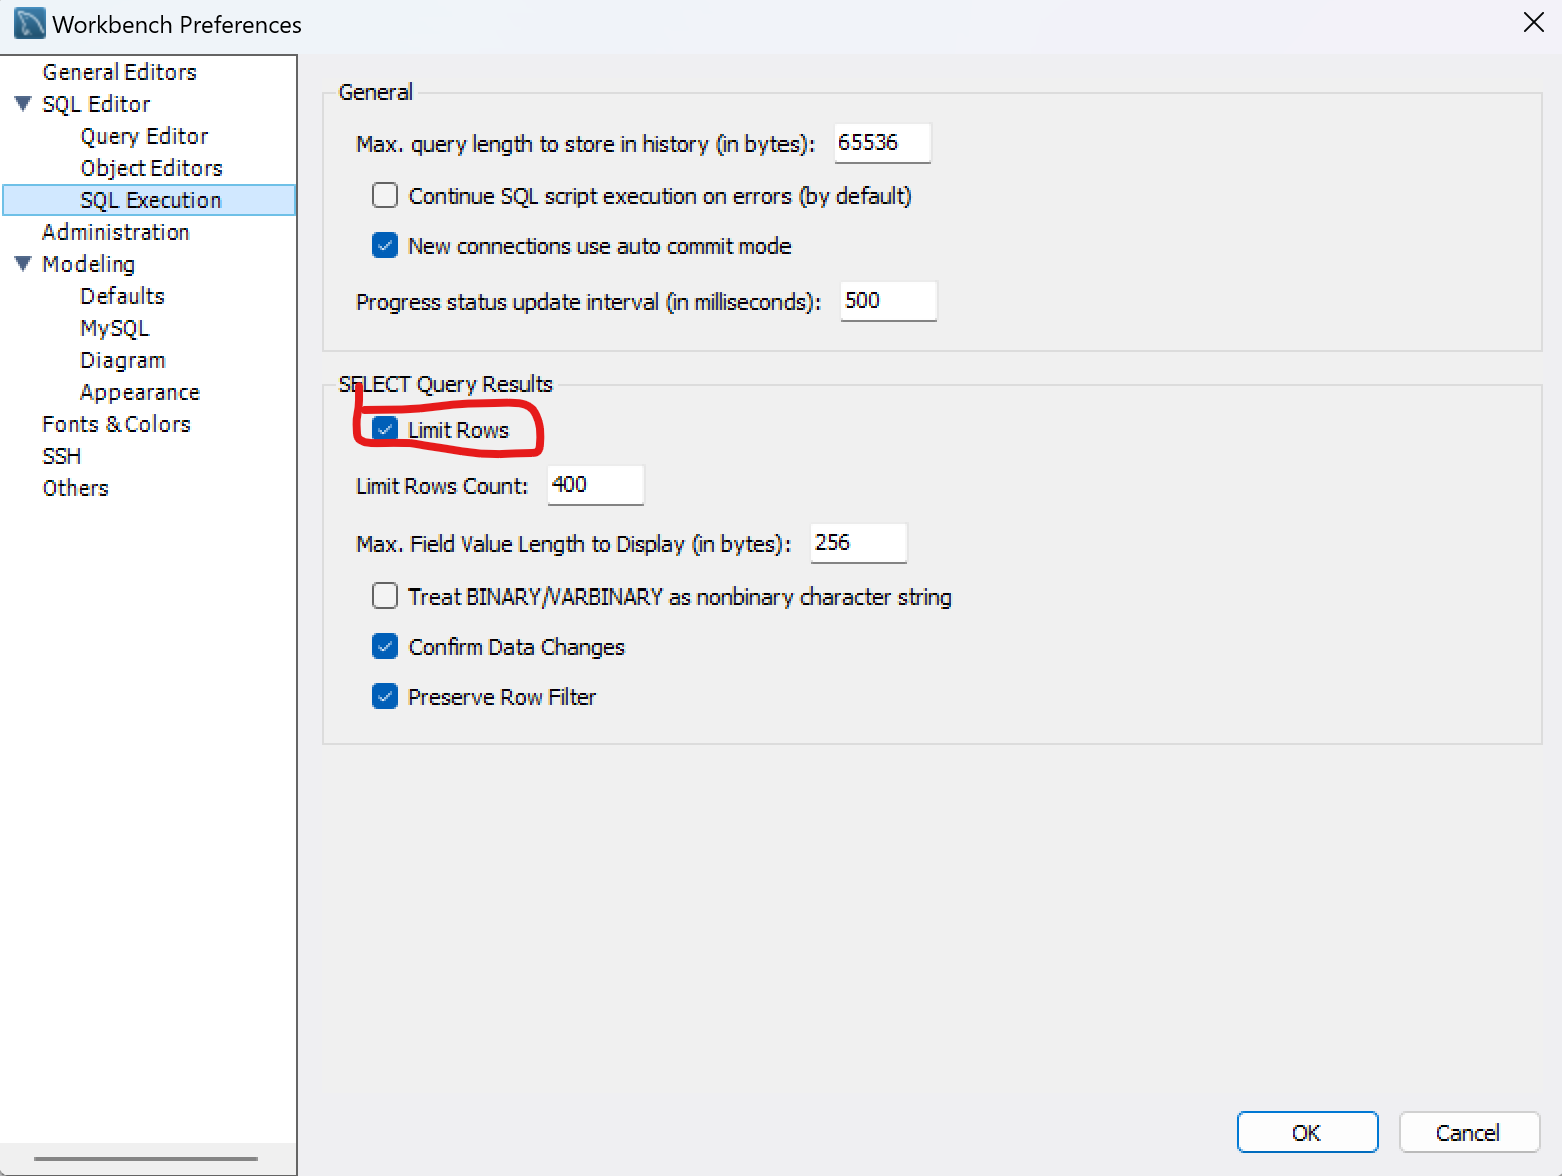 Workbench Preferences
General Editors
SQL Editor
Query Editor
Object Editors
SQL Execution
Administration
Modeling
Defaults
MySQL
Diagram
Appearance
Fonts & Colors
SSH
Others
General
Max. query length to store in history (in bytes): 65536
Continue SQL script execution on errors (by default)
New connections use auto commit mode
Progress status update interval (in milliseconds): 500
SELECT Query Results
Limit Rows
Limit Rows Count: 400
Max. Field Value Length to Display (in bytes): 256
Treat BINARY/VARBINARY as nonbinary character string
Confirm Data Changes
Preserve Row Filter
OK Cancel